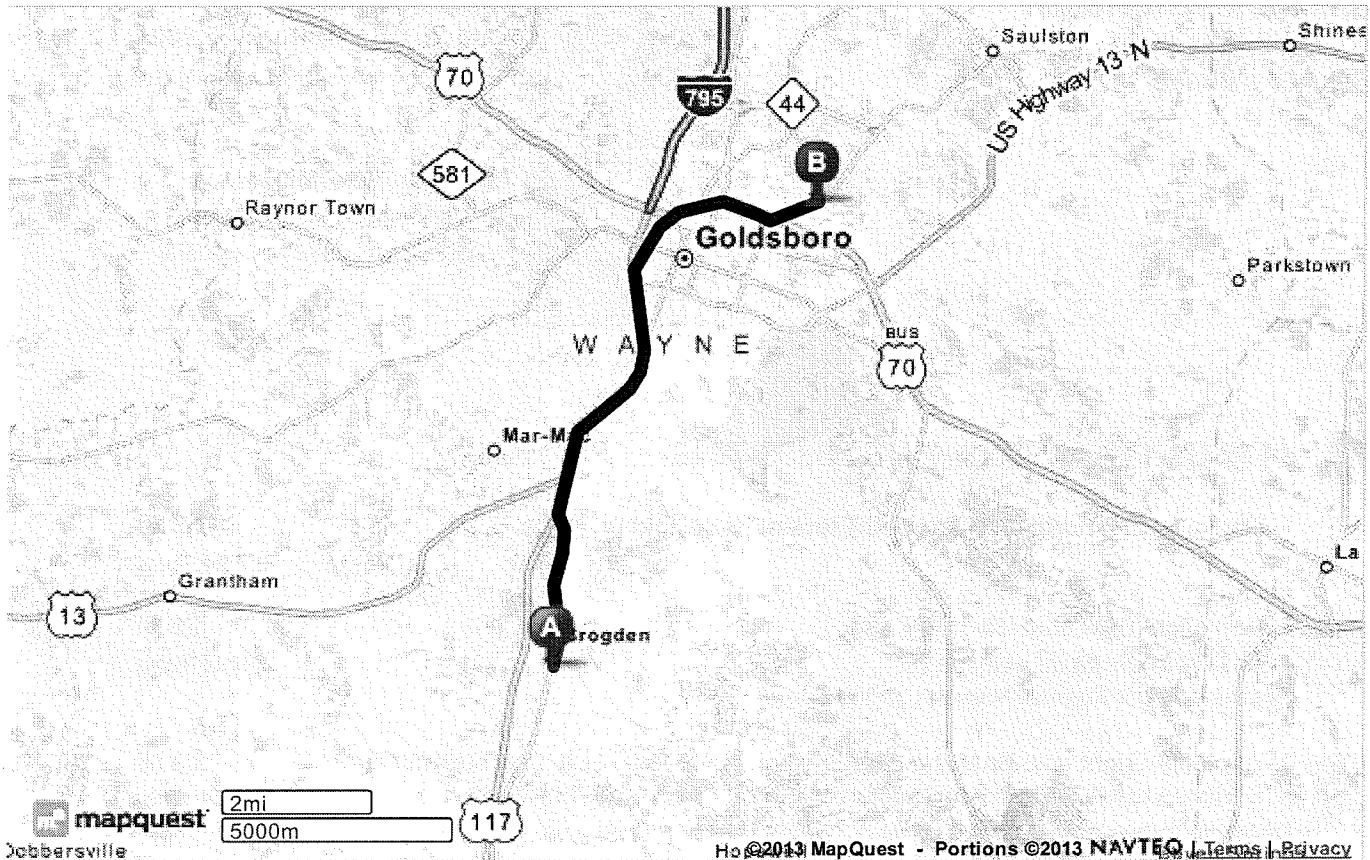 Saulston
Shines
US Highway 13 N
70
795
44
B
581
Raynor Town
Goldsboro
Parkstown
WAYNE
BUS
70
Mar-Mac
La
Grantham
13
A
Brogden
2mi
mapquest
5000m
117
Dobbersville
©2013 MapQuest - Portions ©2013 NAVTEQ | Terms | Privacy